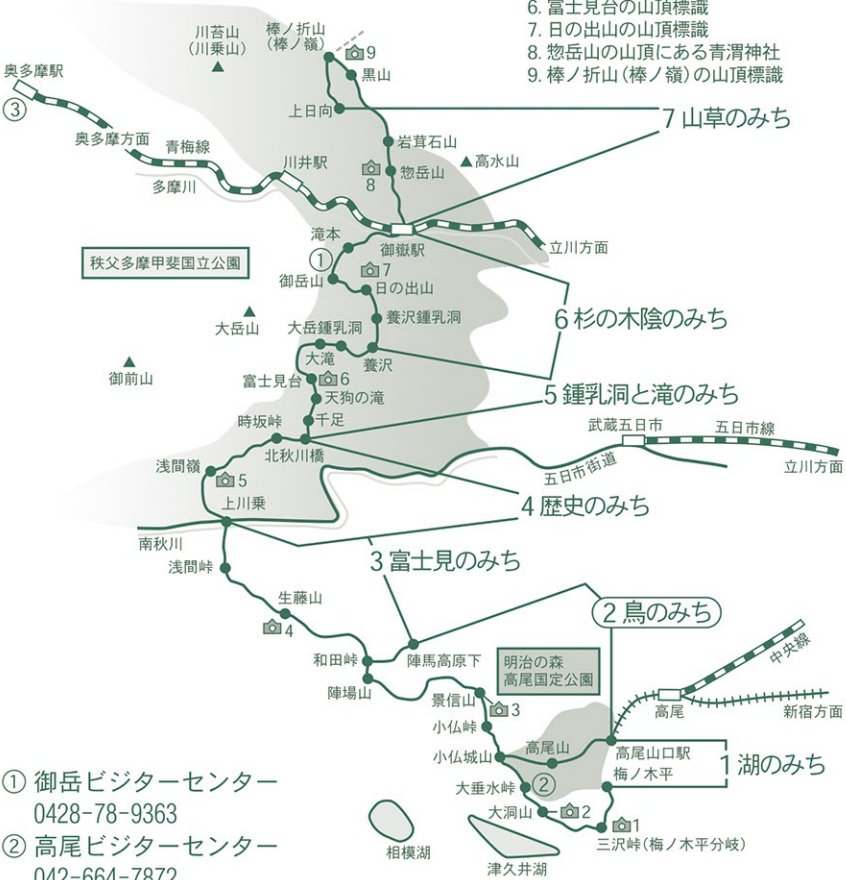 6. 富士見台の山頂標識
7. 日の出山の山頂標識
8. 惣岳山の山頂にある青渭神社
9. 棒ノ折山(棒ノ嶺)の山頂標識
川苔山
(川乗山)
棒ノ折山
(棒ノ嶺)
9
黒山
奥多摩駅
③
上日向
7 山草のみち
奥多摩方面
青梅線
多摩川
川井駅
岩茸石山
高水山
惣岳山
8
滝本
御嶽駅
立川方面
秩父多摩甲斐国立公園
①
御岳山
7
日の出山
大岳山
大岳鍾乳洞
養沢鍾乳洞
6 杉の木陰のみち
御前山
大滝
養沢
富士見台
6
天狗の滝
5 鍾乳洞と滝のみち
時坂峠
千足
北秋川橋
武蔵五日市
五日市線
五日市街道
立川方面
浅間嶺
5
上川乗
4 歴史のみち
南秋川
3 富士見のみち
浅間峠
生藤山
4
2 鳥のみち
和田峠
陣馬高原下
陣場山
明治の森
高尾国定公園
中央線
景信山
3
高尾
新宿方面
小仏峠
小仏城山
高尾山
高尾山口駅
梅ノ木平
1 湖のみち
大垂水峠
②
大洞山
2
1
三沢峠(梅ノ木平分岐)
相模湖
津久井湖
① 御岳ビジターセンター
0428-78-9363
② 高尾ビジターセンター
042-664-7872